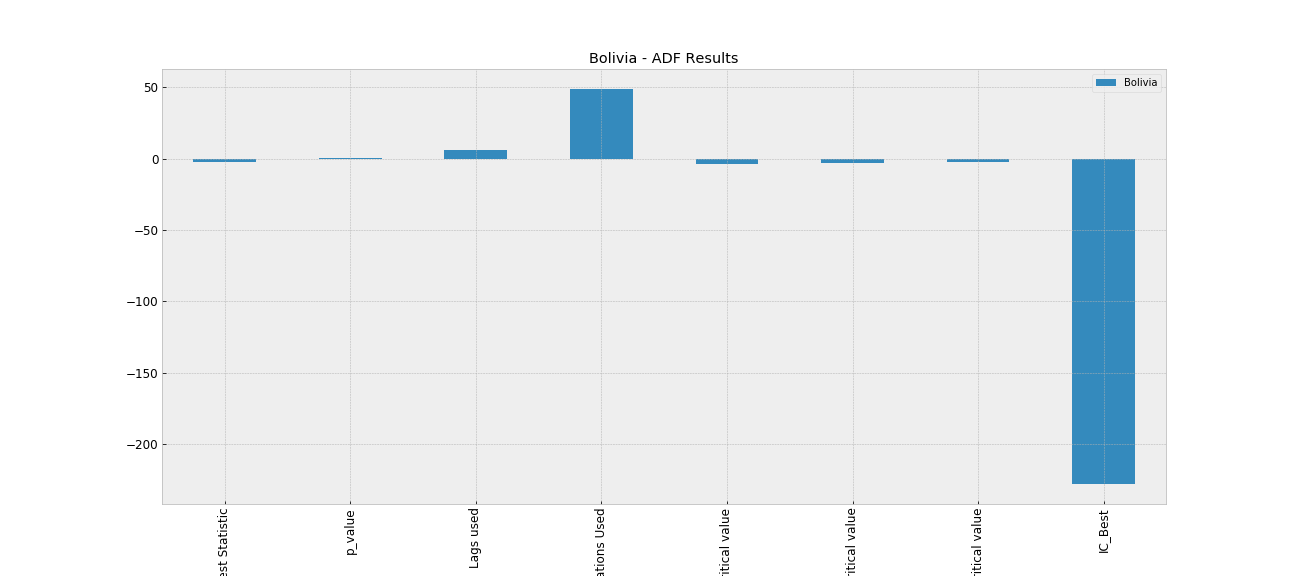 Bolivia - ADF Results
Bolivia
50
0
−50
−100
−150
−200
est Statistic
p_value
Lags used
ations Used
ritical value
ritical value
ritical value
IC_Best